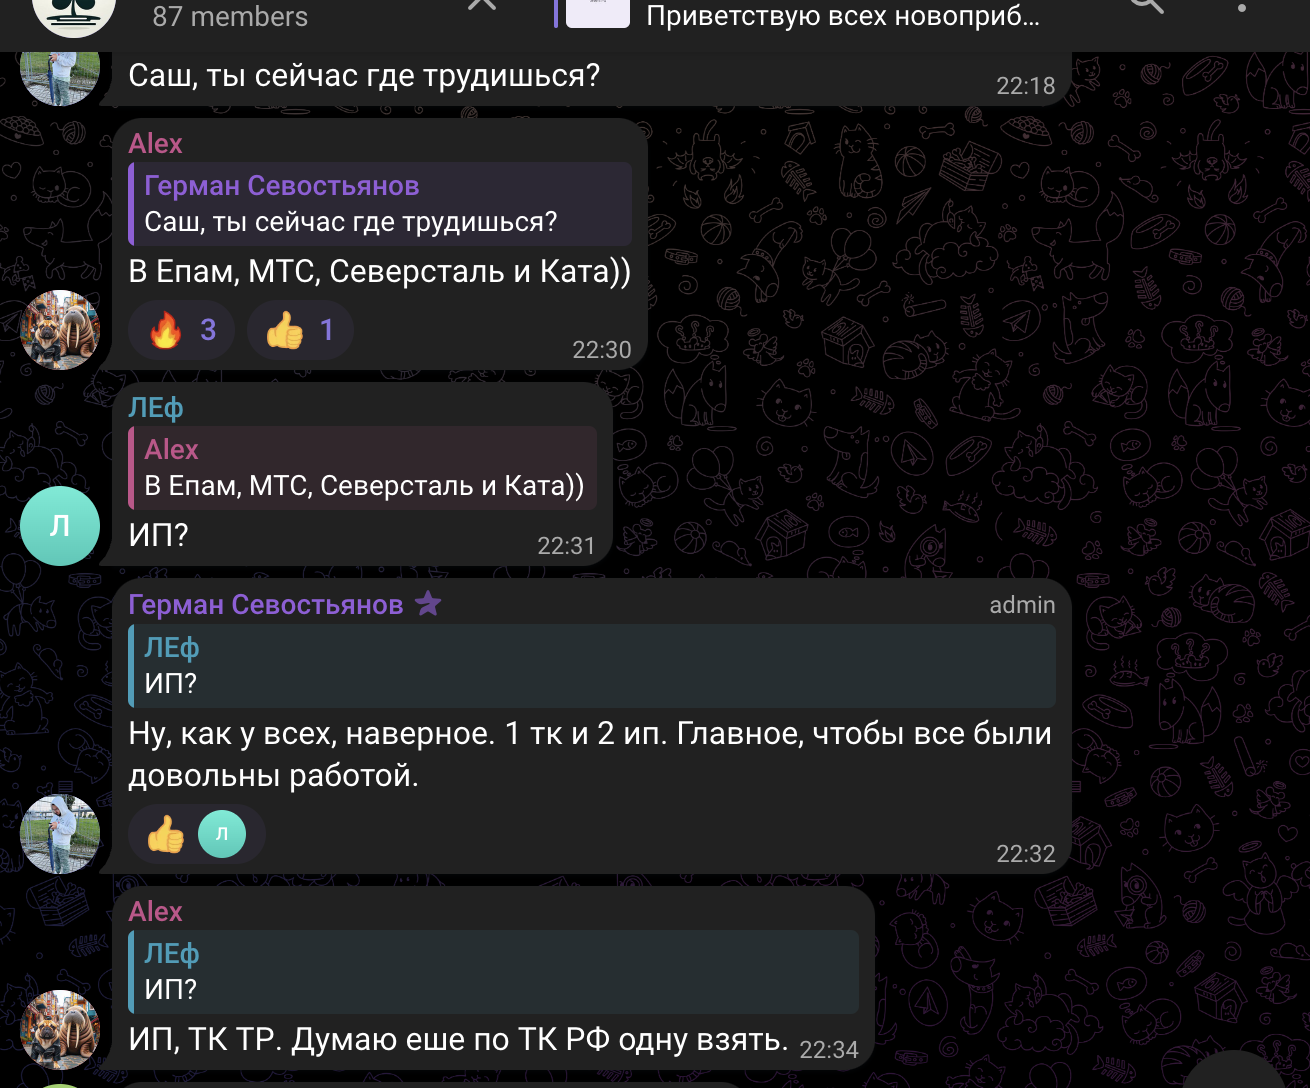 87 members
Приветствую всех новоприб...
Саш, ты сейчас где трудишься?
22:18
Alex
Герман Севостьянов
Саш, ты сейчас где трудишься?
В Епам, МТС, Северсталь и Ката))
3 1
22:30
ЛЕф
Alex
В Епам, МТС, Северсталь и Ката))
Л
ИП?
22:31
Герман Севостьянов admin
ЛЕф
ИП?
Ну, как у всех, наверное. 1 тк и 2 ип. Главное, чтобы все были
довольны работой.
Л
22:32
Alex
ЛЕф
ИП?
ИП, ТК ТР. Думаю еше по ТК РФ одну взять.
22:34